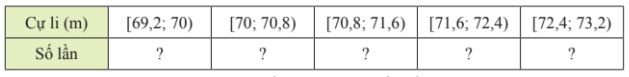 Cự li (m) [69,2; 70) [70; 70,8) [70,8; 71,6) [71,6; 72,4) [72,4; 73,2)
Số lần ? ? ? ? ?